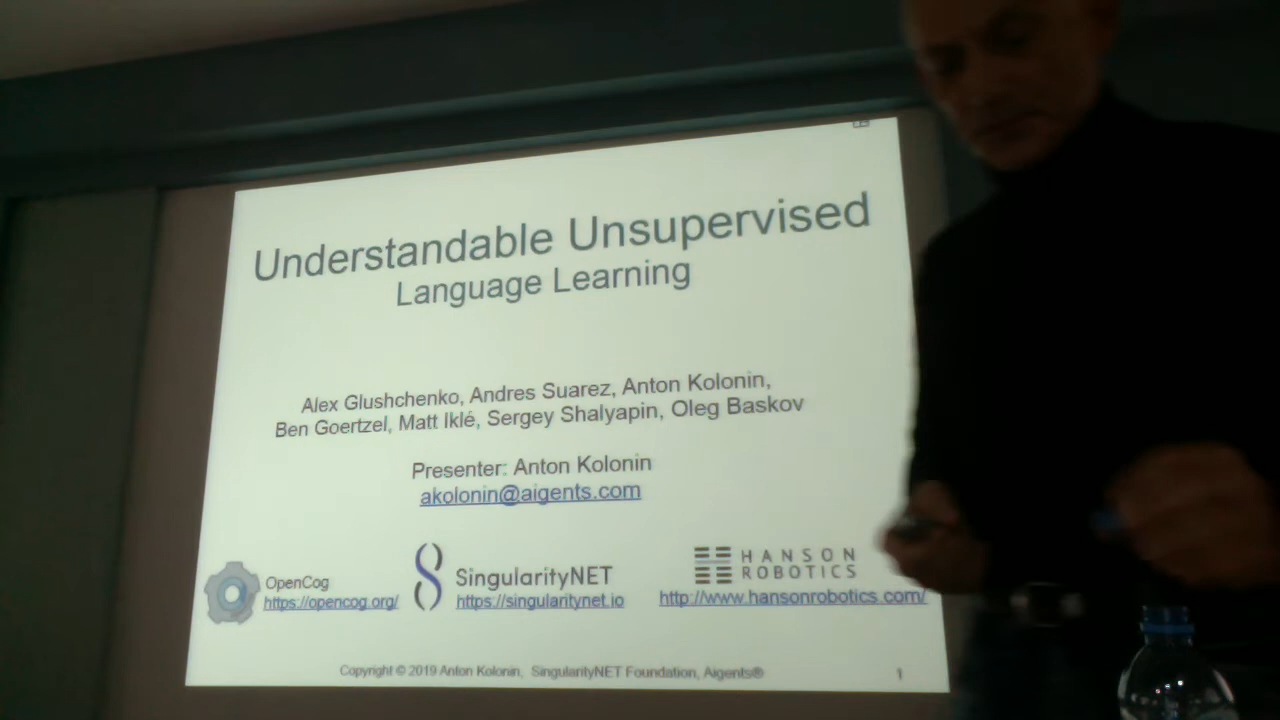 Understandable Unsupervised
Language Learning
Alex Glushchenko, Andres Suarez, Anton Kolonin,
Ben Goertzel, Matt Iklé, Sergey Shalyapin, Oleg Baskov
Presenter: Anton Kolonin
akolonin@aigents.com
OpenCog
https://opencog.org/
SingularityNET
https://singularitynet.io
HANSON
ROBOTICS
http://www.hansonrobotics.com/
Copyright © 2019 Anton Kolonin, SingularityNET Foundation, Aigents®
1